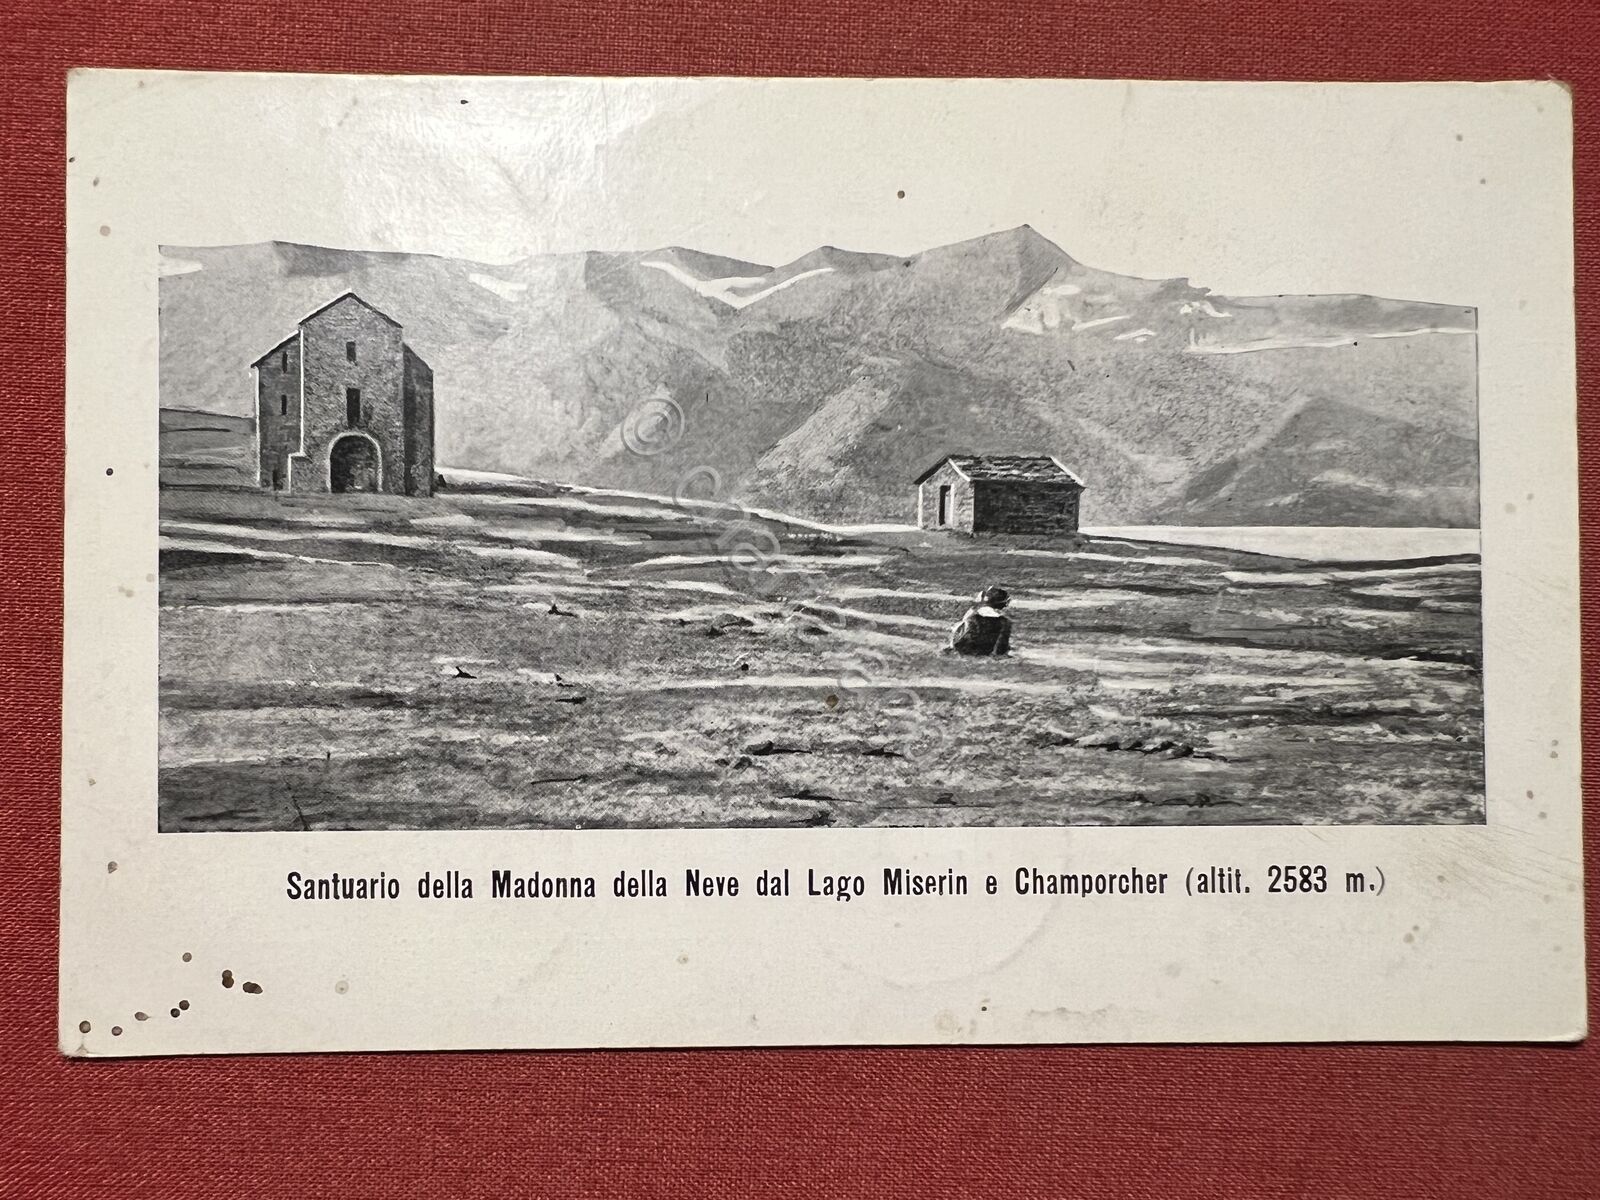 Santuario della Madonna della Neve dal Lago Miserin e Champorcher (altit. 2583 m.)